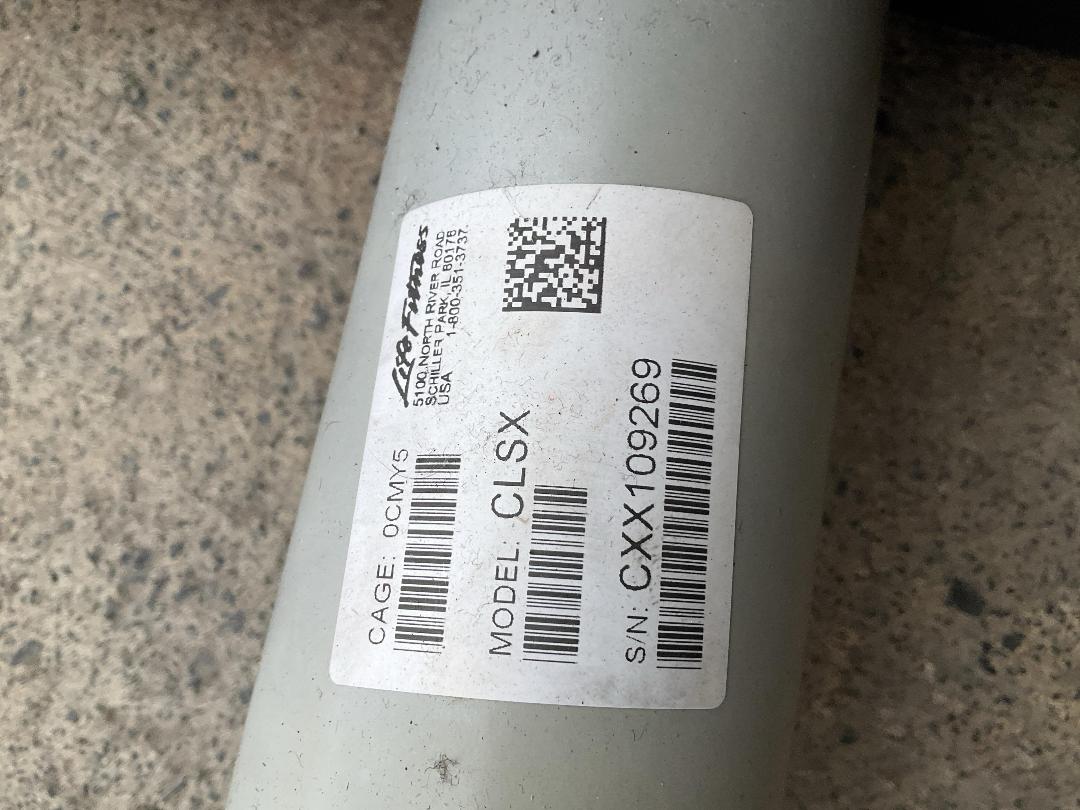 Life Fitness
5100 NORTH RIVER ROAD
SCHILLER PARK, IL 60176
USA 1-800-351-3737
CAGE: 0CMY5
MODEL: CLSX
S/N: CXX109269